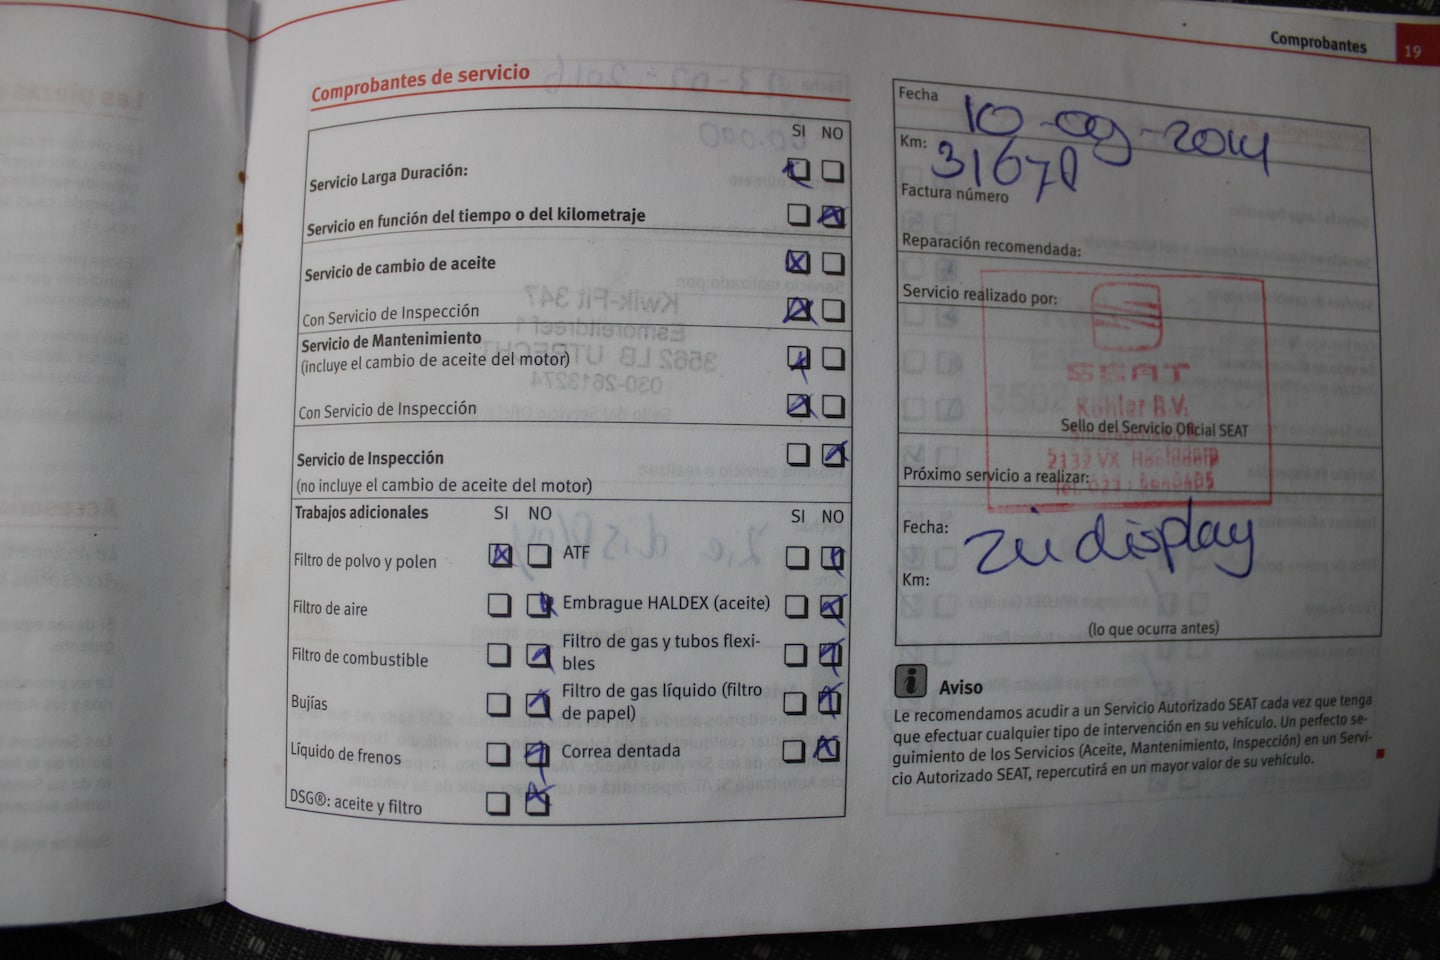 Comprobantes
19
Comprobantes de servicio
SI NO
Servicio Larga Duración:
Servicio en función del tiempo o del kilometraje
Servicio de cambio de aceite
Con Servicio de Inspección
Servicio de Mantenimiento
(incluye el cambio de aceite del motor)
Con Servicio de Inspección
Servicio de Inspección
(no incluye el cambio de aceite del motor)
Trabajos adicionales SI NO SI NO
Filtro de polvo y polen ATF
Filtro de aire Embrague HALDEX (aceite)
Filtro de combustible Filtro de gas y tubos flexi-
bles
Bujías Filtro de gas líquido (filtro
de papel)
Líquido de frenos Correa dentada
DSG®: aceite y filtro
Fecha 10-09-2014
Km: 31670
Factura número
Reparación recomendada:
Servicio realizado por:
SEAT
Kohler B.V.
Sello del Servicio Oficial SEAT
2132 VX Hoofddorp
Próximo servicio a realizar:
Tel. 023
Fecha: display
Km:
(lo que ocurra antes)
Aviso
Le recomendamos acudir a un Servicio Autorizado SEAT cada vez que tenga
que efectuar cualquier tipo de intervención en su vehículo. Un perfecto se-
guimiento de los Servicios (Aceite, Mantenimiento, Inspección) en un Servi-
cio Autorizado SEAT, repercutirá en un mayor valor de su vehículo.